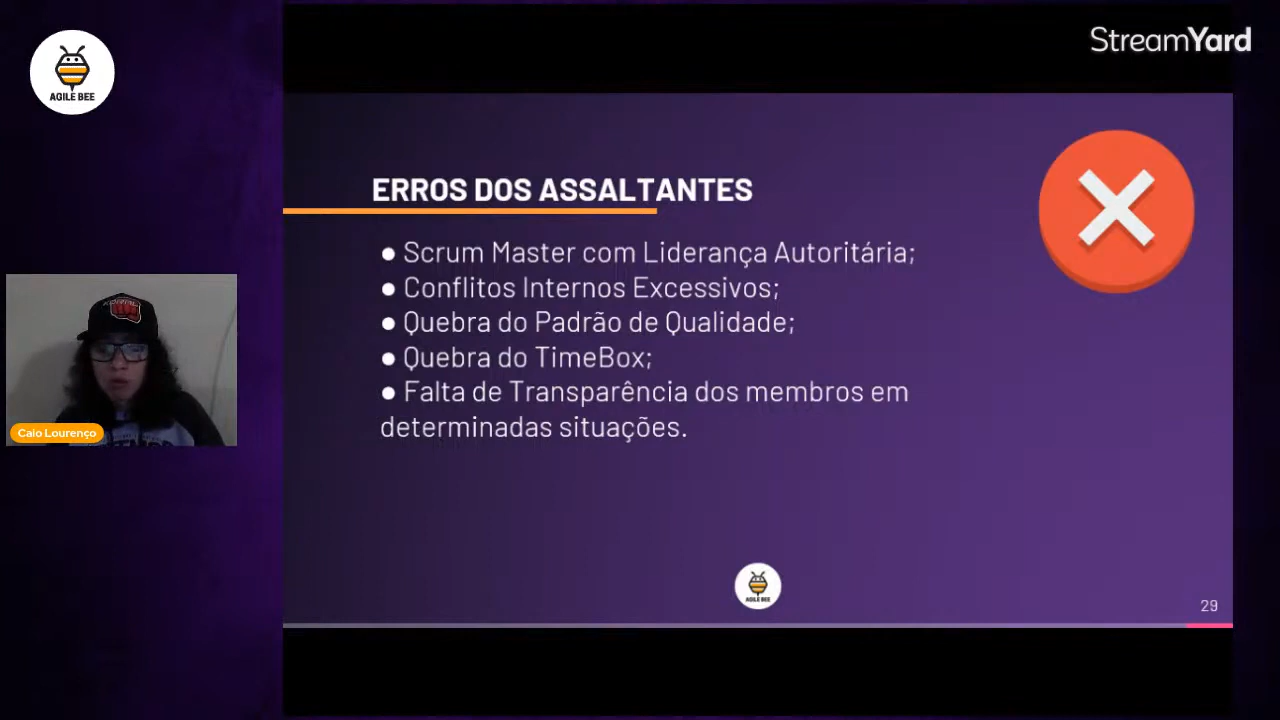 AGILE BEE
StreamYard
ERROS DOS ASSALTANTES
● Scrum Master com Liderança Autoritária;
● Conflitos Internos Excessivos;
● Quebra do Padrão de Qualidade;
● Quebra do TimeBox;
● Falta de Transparência dos membros em
determinadas situações.
Caio Lourenço
AGILE BEE
29